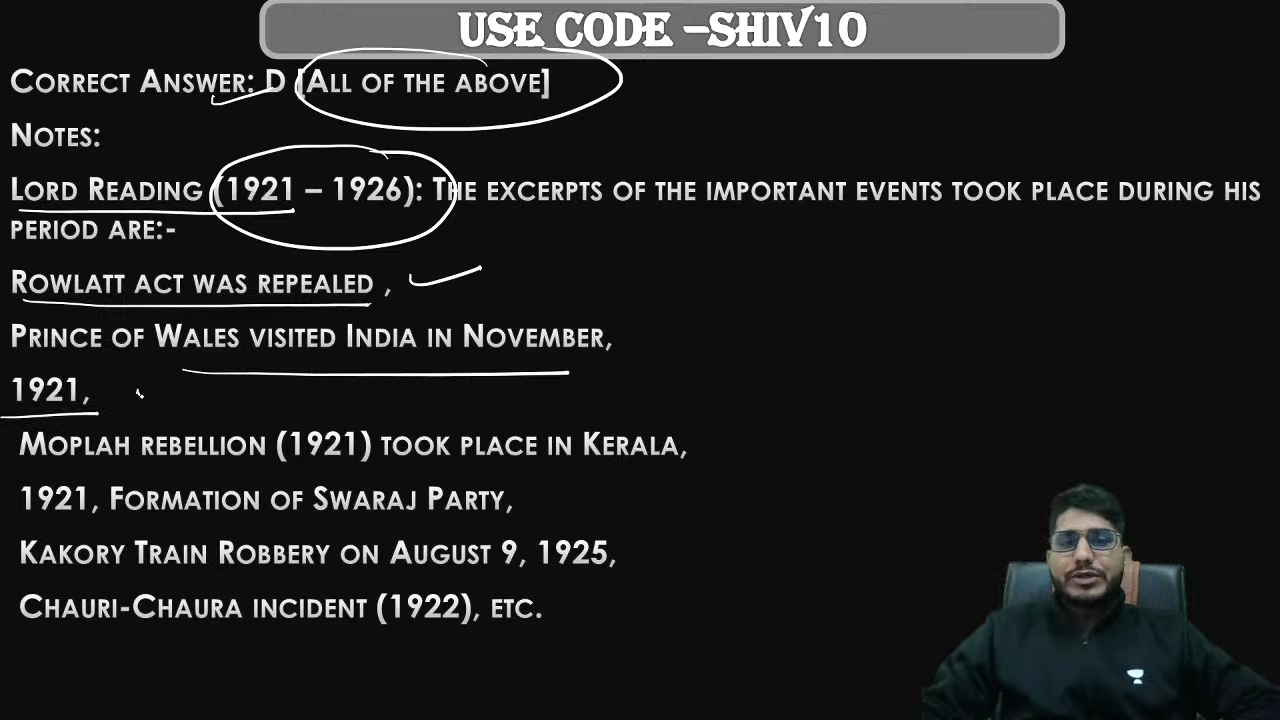 USE CODE –SHIV10
CORRECT ANSWER: D [ALL OF THE ABOVE]
NOTES:
LORD READING (1921 – 1926): THE EXCERPTS OF THE IMPORTANT EVENTS TOOK PLACE DURING HIS
PERIOD ARE:-
ROWLATT ACT WAS REPEALED ,
PRINCE OF WALES VISITED INDIA IN NOVEMBER,
1921,
MOPLAH REBELLION (1921) TOOK PLACE IN KERALA,
1921, FORMATION OF SWARAJ PARTY,
KAKORY TRAIN ROBBERY ON AUGUST 9, 1925,
CHAURI-CHAURA INCIDENT (1922), ETC.